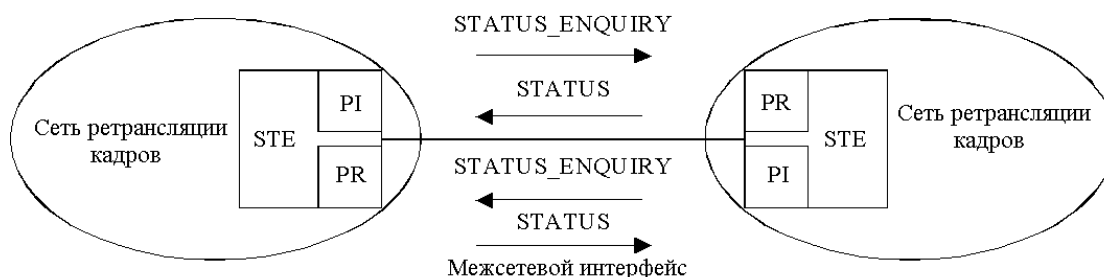 STATUS_ENQUIRY
STATUS
Сеть ретрансляции
кадров
STE
PI
PR
PR
PI
STE
Сеть ретрансляции
кадров
STATUS_ENQUIRY
STATUS
Межсетевой интерфейс